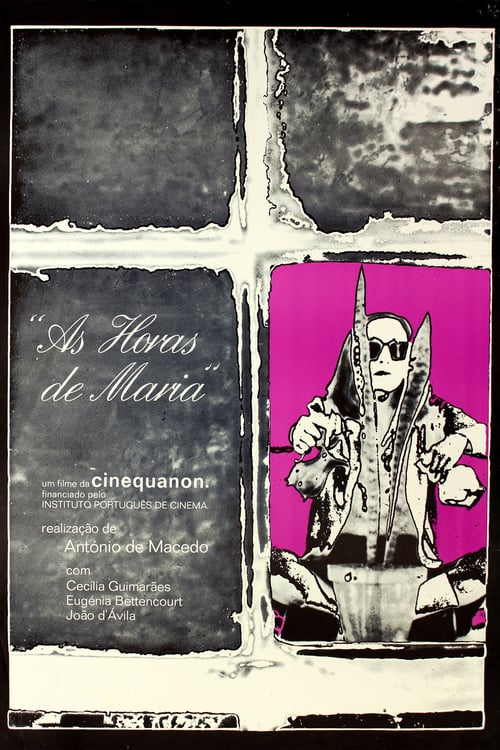 "As Horas
de Maria"
um filme da cinequanon.
financiado pelo
INSTITUTO PORTUGUÊS DE CINEMA
realização de
António de Macedo
com
Cecília Guimarães
Eugénia Bettencourt
João d'Ávila